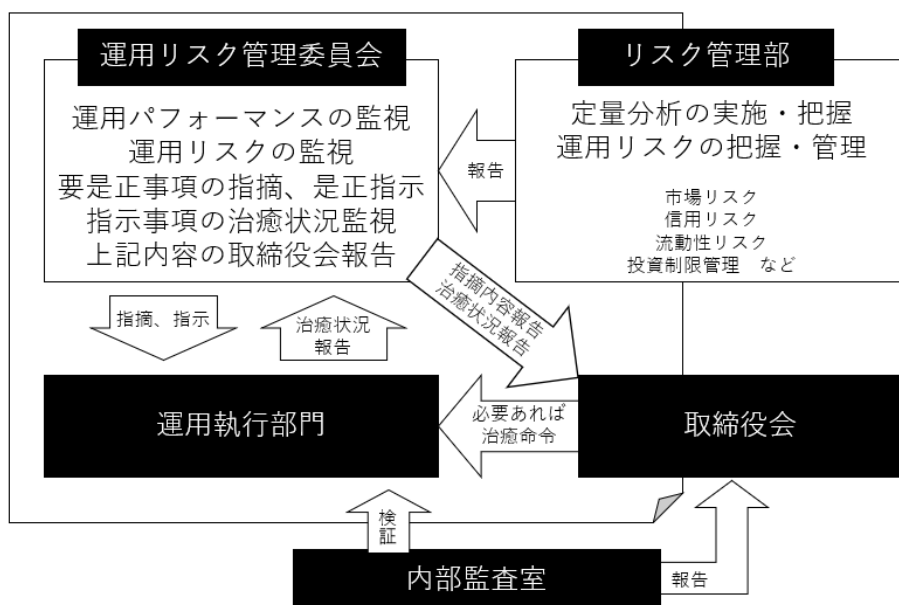 運用リスク管理委員会
運用パフォーマンスの監視
運用リスクの監視
要是正事項の指摘、是正指示
指示事項の治癒状況監視
上記内容の取締役会報告
リスク管理部
定量分析の実施・把握
運用リスクの把握・管理
市場リスク
信用リスク
流動性リスク
投資制限管理　など
報告
指摘内容報告
治癒状況報告
指摘、指示
治癒状況
報告
運用執行部門
必要あれば
治癒命令
取締役会
検証
内部監査室
報告